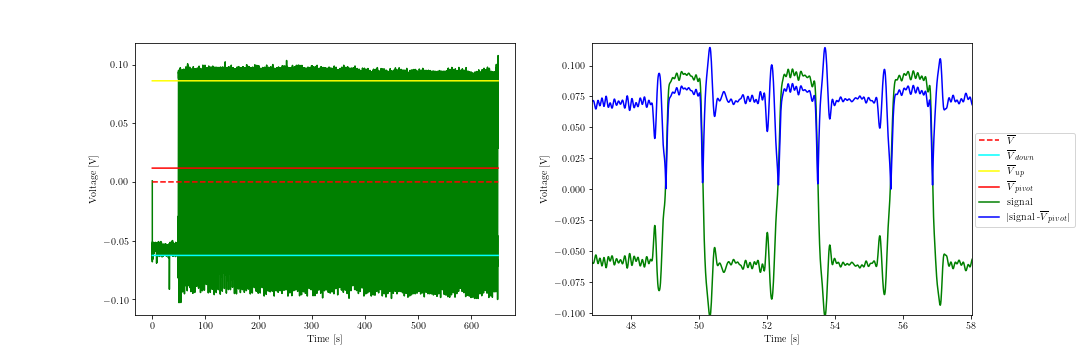 0.10
0.05
0.00
−0.05
−0.10
Voltage [V]
0 100 200 300 400 500 600
Time [s]
0.100
0.075
0.050
0.025
0.000
−0.025
−0.050
−0.075
−0.100
Voltage [V]
48 50 52 54 56 58
Time [s]
V̅
V̅down
V̅up
V̅pivot
signal
|signal -V̅pivot|